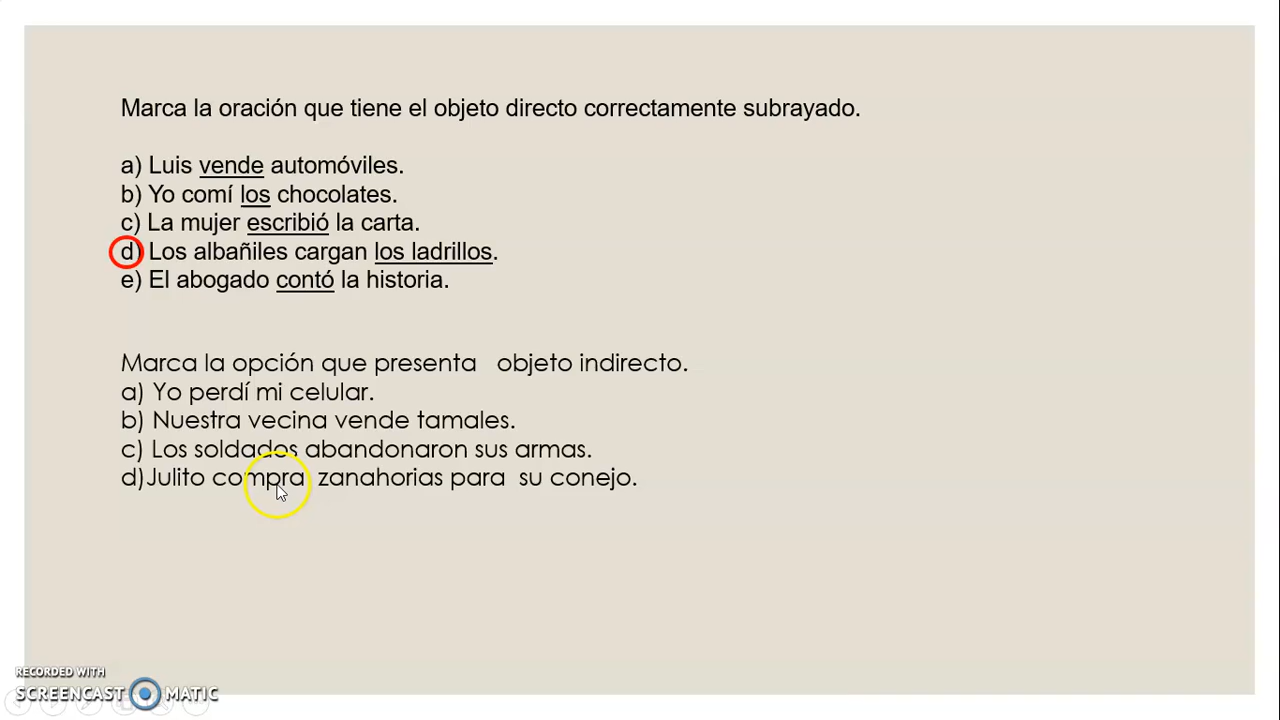 Marca la oración que tiene el objeto directo correctamente subrayado.
a) Luis vende automóviles.
b) Yo comí los chocolates.
c) La mujer escribió la carta.
d) Los albañiles cargan los ladrillos.
e) El abogado contó la historia.
Marca la opción que presenta objeto indirecto.
a) Yo perdí mi celular.
b) Nuestra vecina vende tamales.
c) Los soldados abandonaron sus armas.
d)Julito compra zanahorias para su conejo.
RECORDED WITH
SCREENCAST MATIC